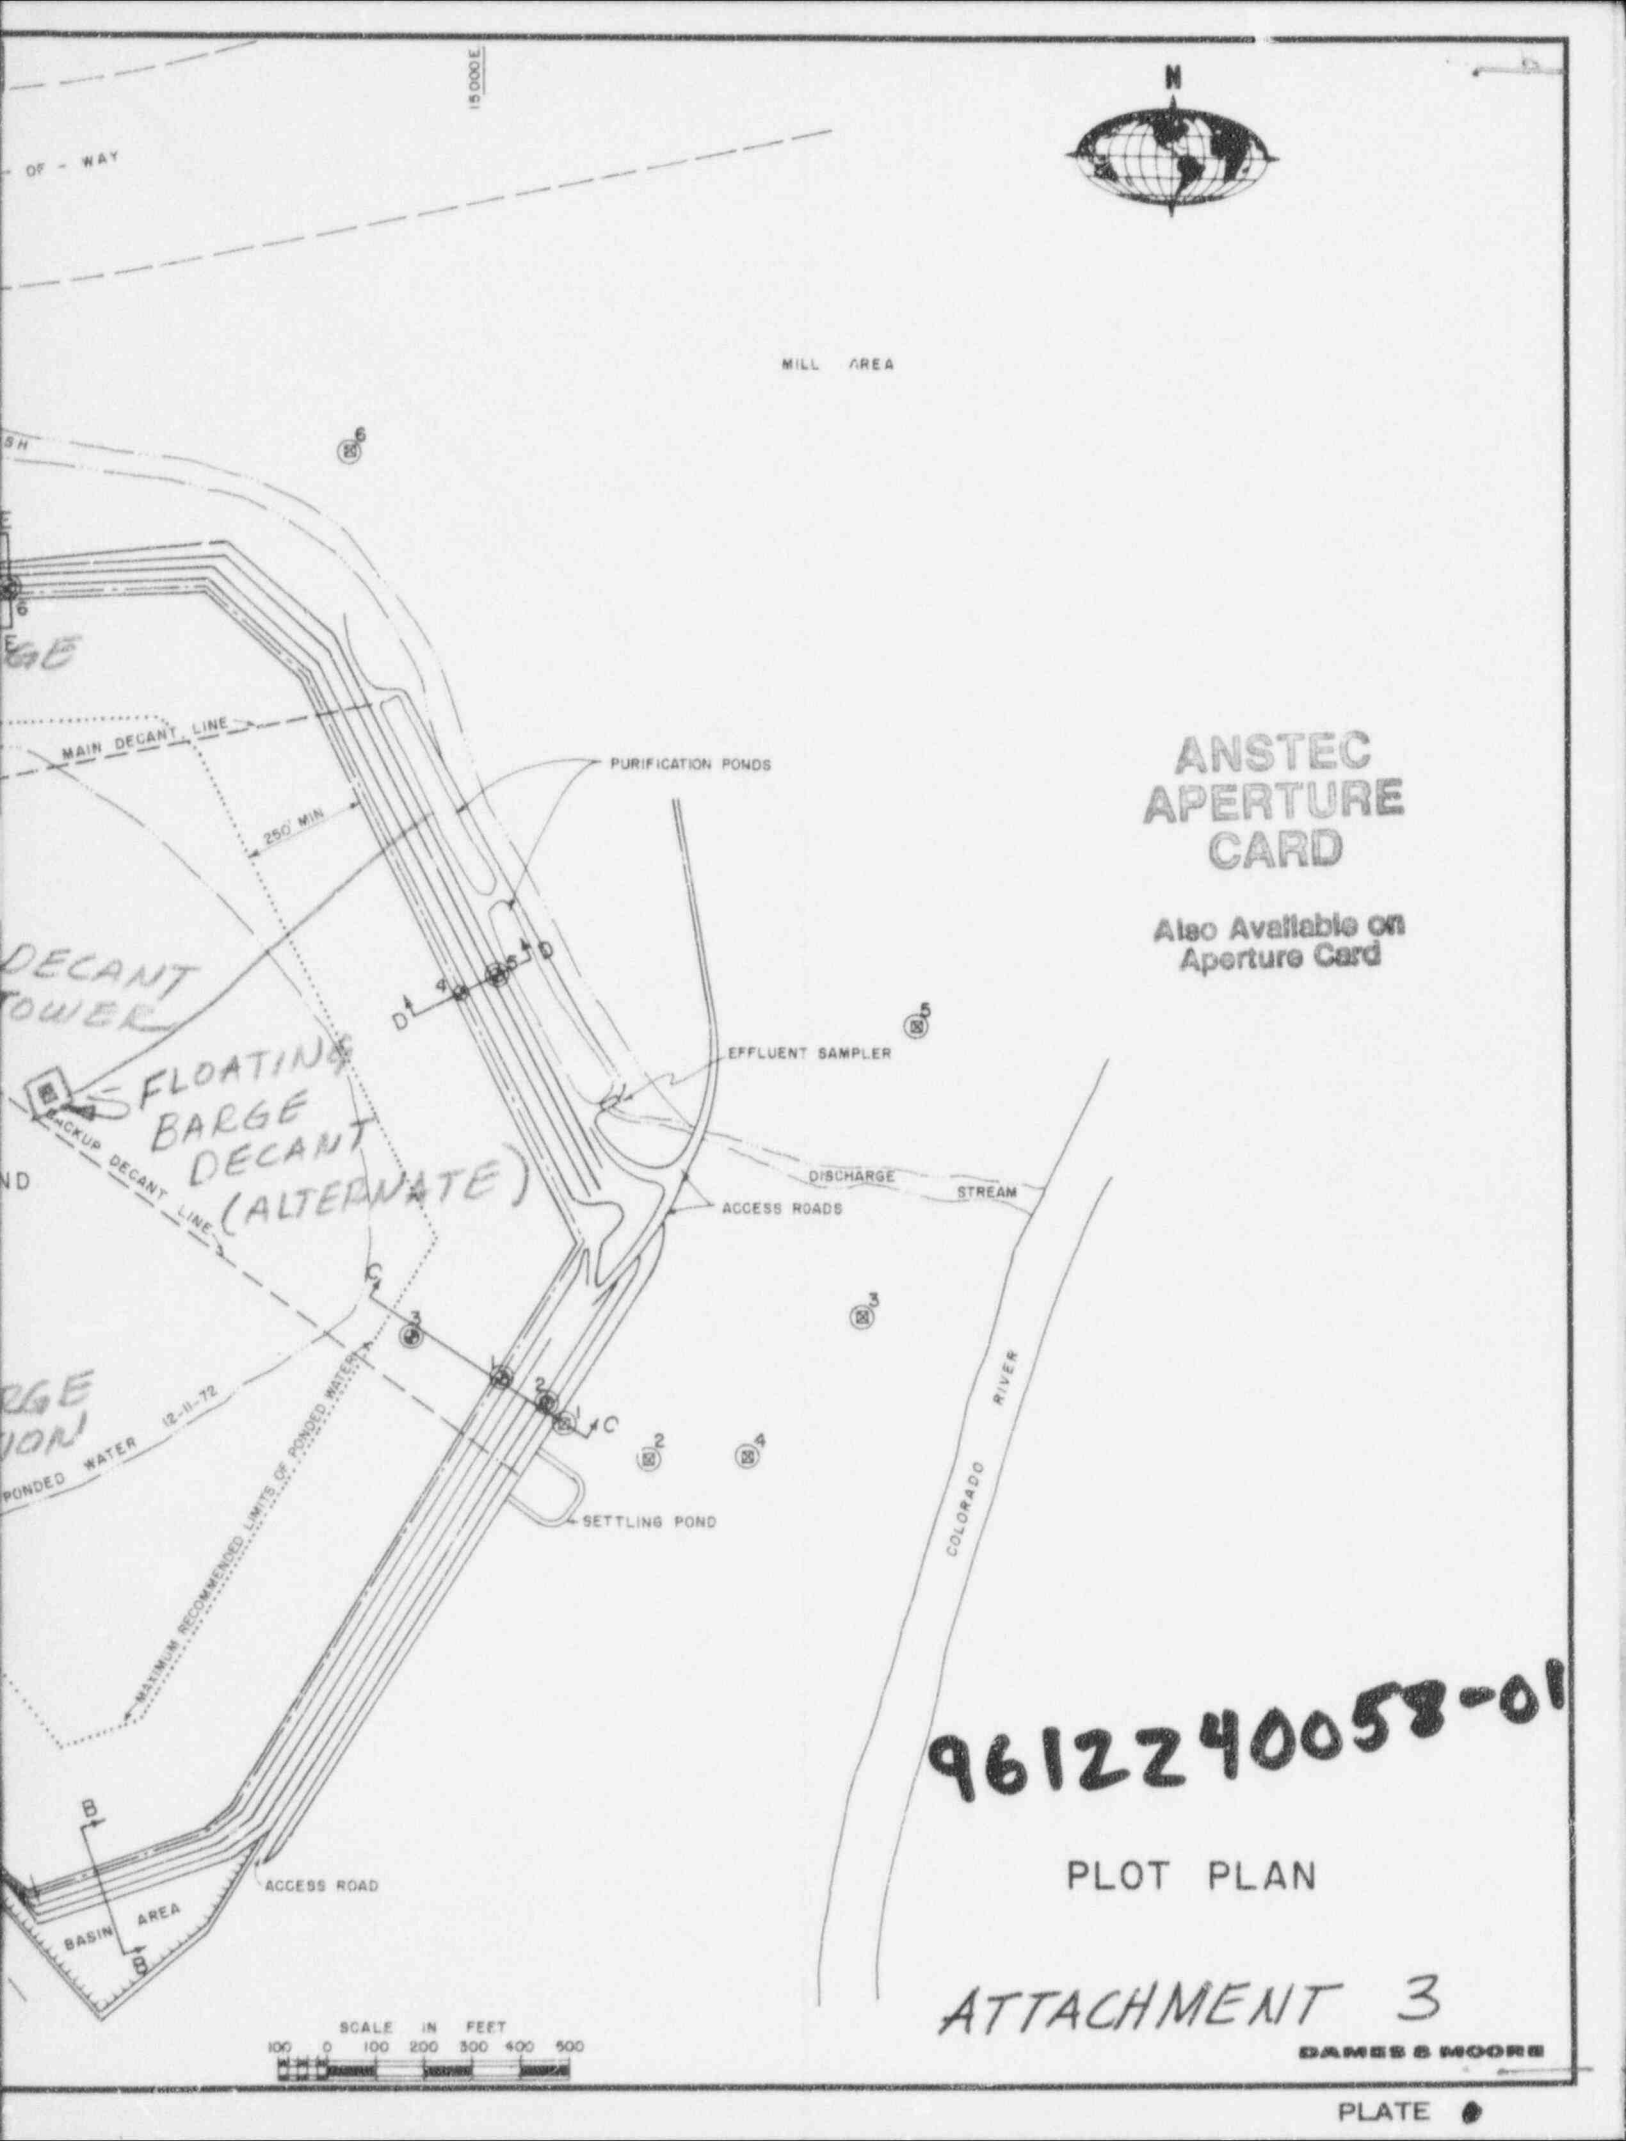 15000E
N
OF - WAY
MILL AREA
SH
6
E
6
E
GE
MAIN DECANT LINE
PURIFICATION PONDS
250' MIN
ANSTEC
APERTURE
CARD
Also Available on
Aperture Card
DECANT
TOWER
5 D
4
D
5
EFFLUENT SAMPLER
FLOATING
BARGE
DECANT
(ALTERNATE)
BACKUP DECANT LINE
ND
DISCHARGE STREAM
ACCESS ROADS
C
3
3
1
2
1
C
2
4
RGE
ION
PONDED WATER 12-11-72
MAXIMUM RECOMMENDED LIMITS OF PONDED WATER
SETTLING POND
COLORADO RIVER
9612240058-01
B
ACCESS ROAD
BASIN AREA
B
PLOT PLAN
ATTACHMENT 3
DAMES & MOORE
SCALE IN FEET
100 0 100 200 300 400 500
PLATE